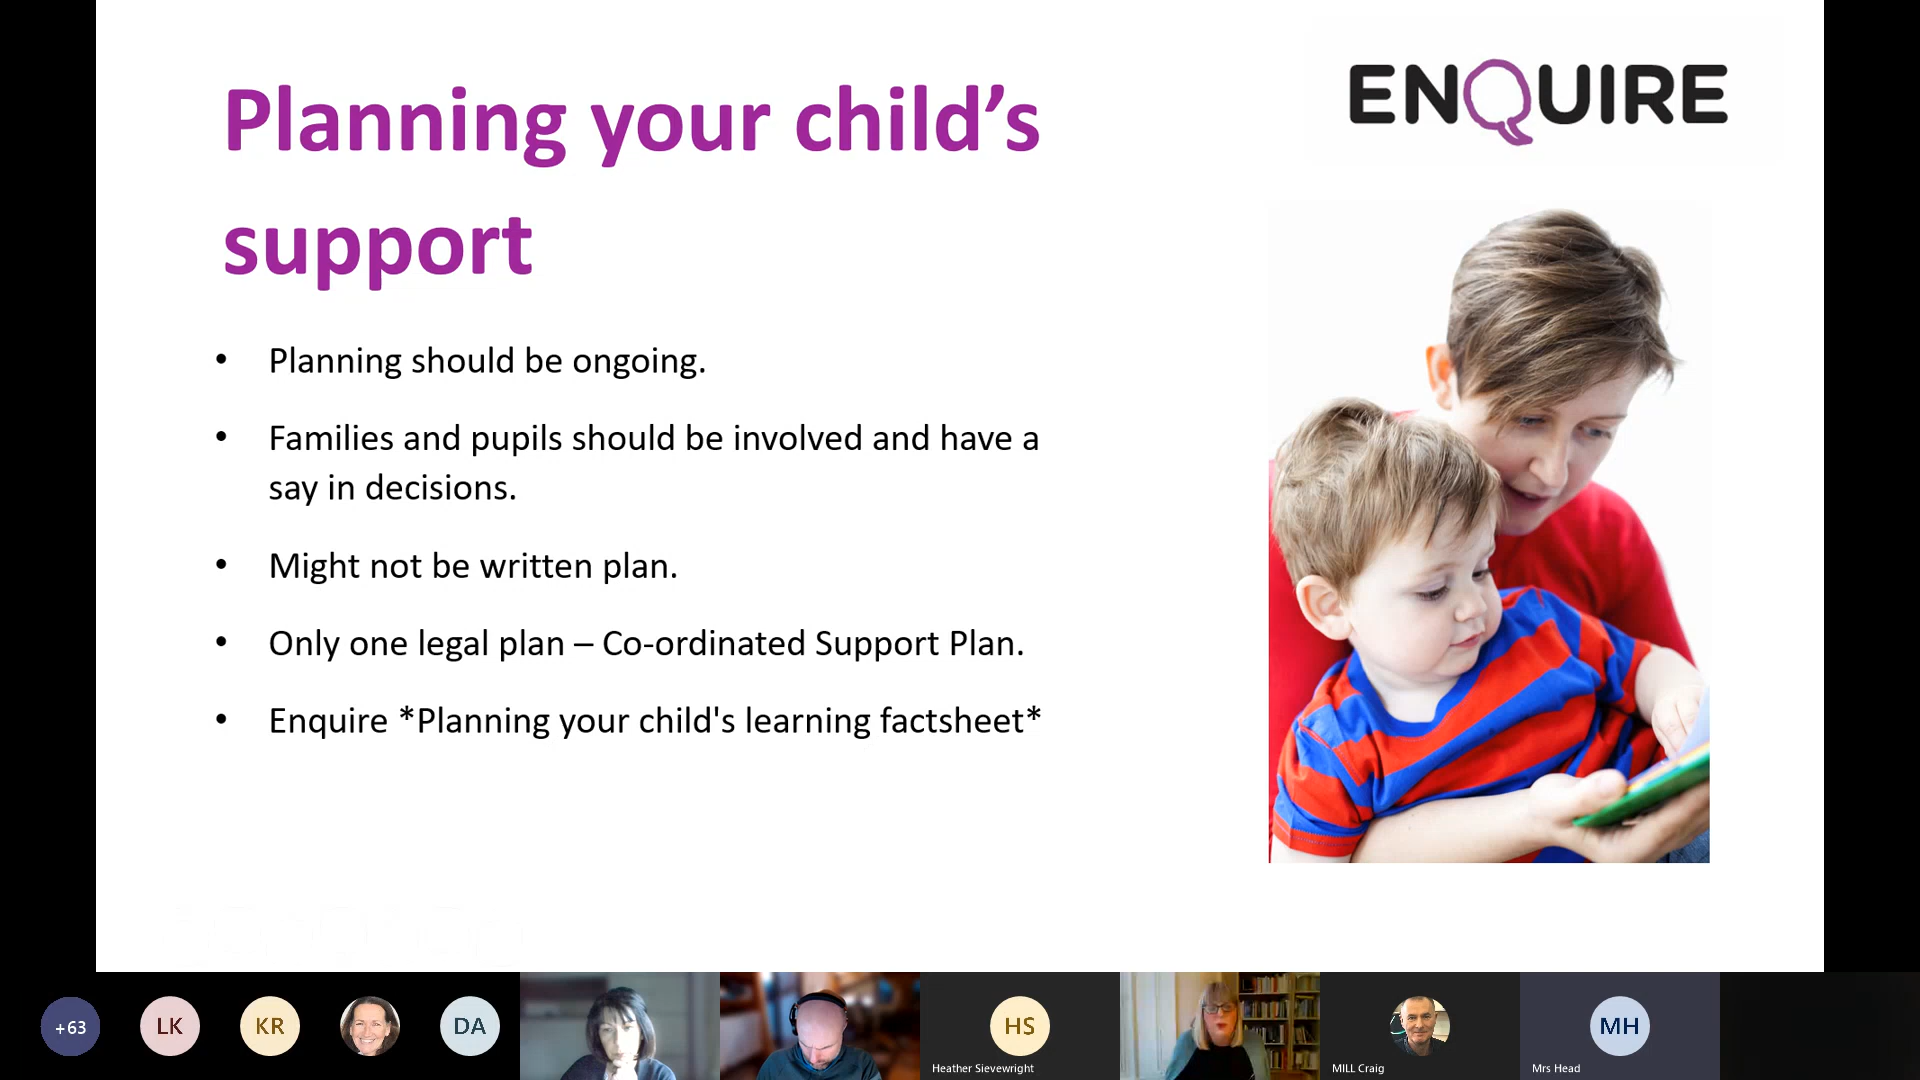 ENQUIRE
Planning your child’s
support
• Planning should be ongoing.
• Families and pupils should be involved and have a
say in decisions.
• Might not be written plan.
• Only one legal plan – Co-ordinated Support Plan.
• Enquire *Planning your child's learning factsheet*
+63
LK
KR
DA
HS
Heather Sievewright
MILL Craig
MH
Mrs Head